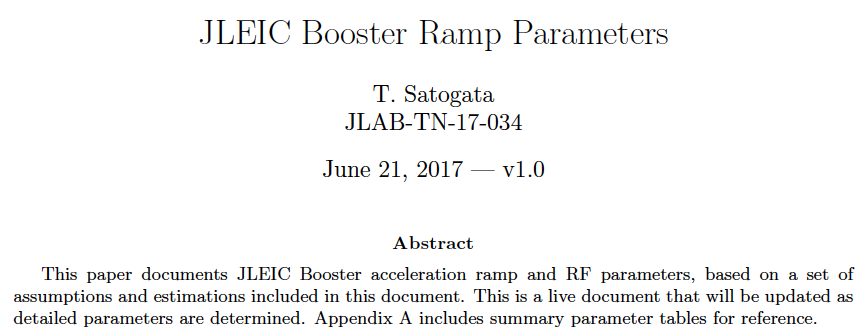 JLEIC Booster Ramp Parameters
T. Satogata
JLAB-TN-17-034
June 21, 2017 — v1.0
Abstract
This paper documents JLEIC Booster acceleration ramp and RF parameters, based on a set of
assumptions and estimations included in this document. This is a live document that will be updated as
detailed parameters are determined. Appendix A includes summary parameter tables for reference.